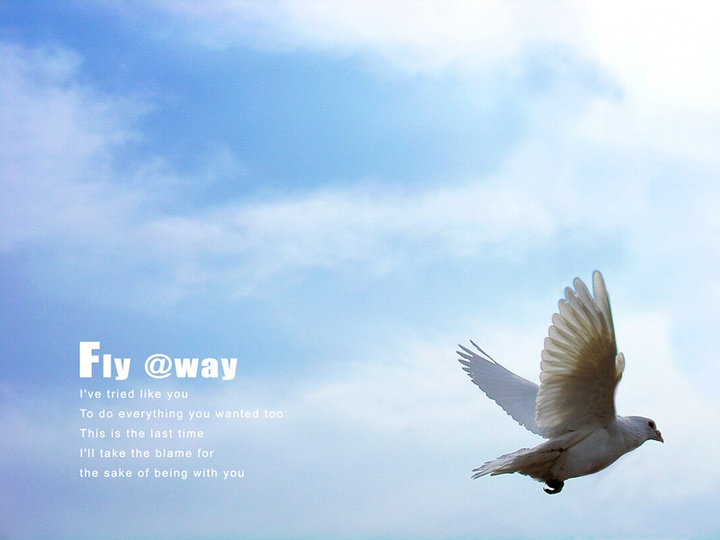 Fly @way
I've tried like you
To do everything you wanted too
This is the last time
I'll take the blame for
the sake of being with you